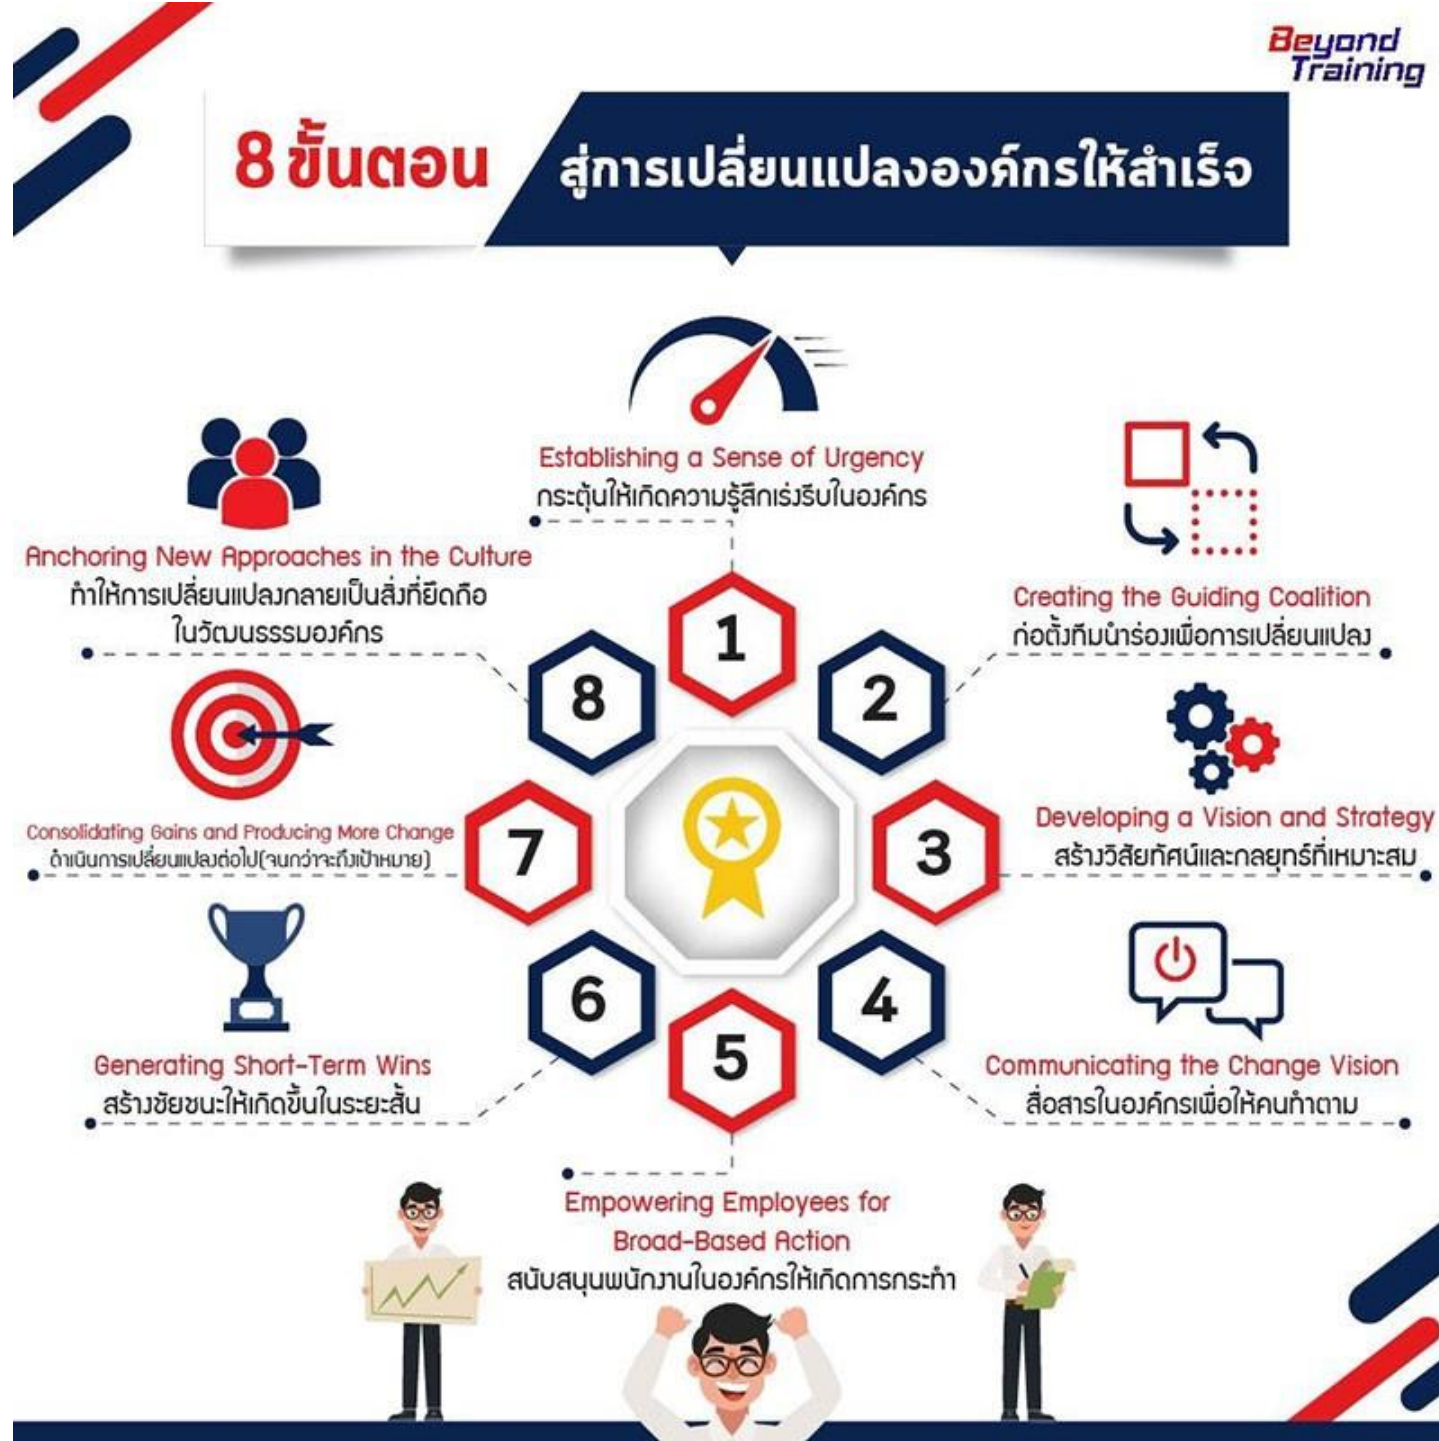 Beyond
Training
8 ขั้นตอน สู่การเปลี่ยนแปลงองค์กรให้สำเร็จ
Establishing a Sense of Urgency
กระตุ้นให้เกิดความรู้สึกเร่งรีบในองค์กร
1
Creating the Guiding Coalition
ก่อตั้งทีมนำร่องเพื่อการเปลี่ยนแปลง
2
Developing a Vision and Strategy
สร้างวิสัยทัศน์และกลยุทธ์ที่เหมาะสม
3
Communicating the Change Vision
สื่อสารในองค์กรเพื่อให้คนทำตาม
4
5
Empowering Employees for
Broad-Based Action
สนับสนุนพนักงานในองค์กรให้เกิดการกระทำ
6
Generating Short-Term Wins
สร้างชัยชนะให้เกิดขึ้นในระยะสั้น
7
Consolidating Gains and Producing More Change
ดำเนินการเปลี่ยนแปลงต่อไป(จนกว่าจะถึงเป้าหมาย)
8
Anchoring New Approaches in the Culture
ทำให้การเปลี่ยนแปลงกลายเป็นสิ่งที่ยึดถือ
ในวัฒนธรรมองค์กร